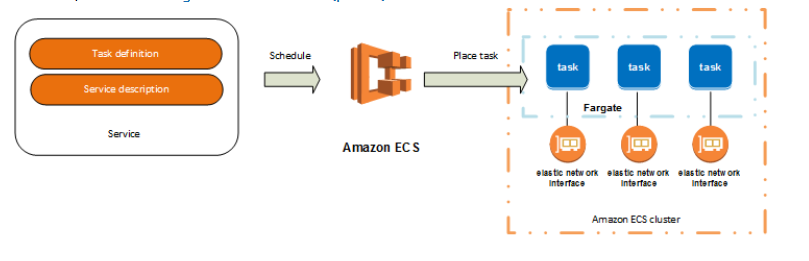 Task definition
Service description
Service
Schedule
Amazon ECS
Place task
task
task
task
Fargate
elastic network
interface
elastic network
interface
elastic network
interface
Amazon ECS cluster